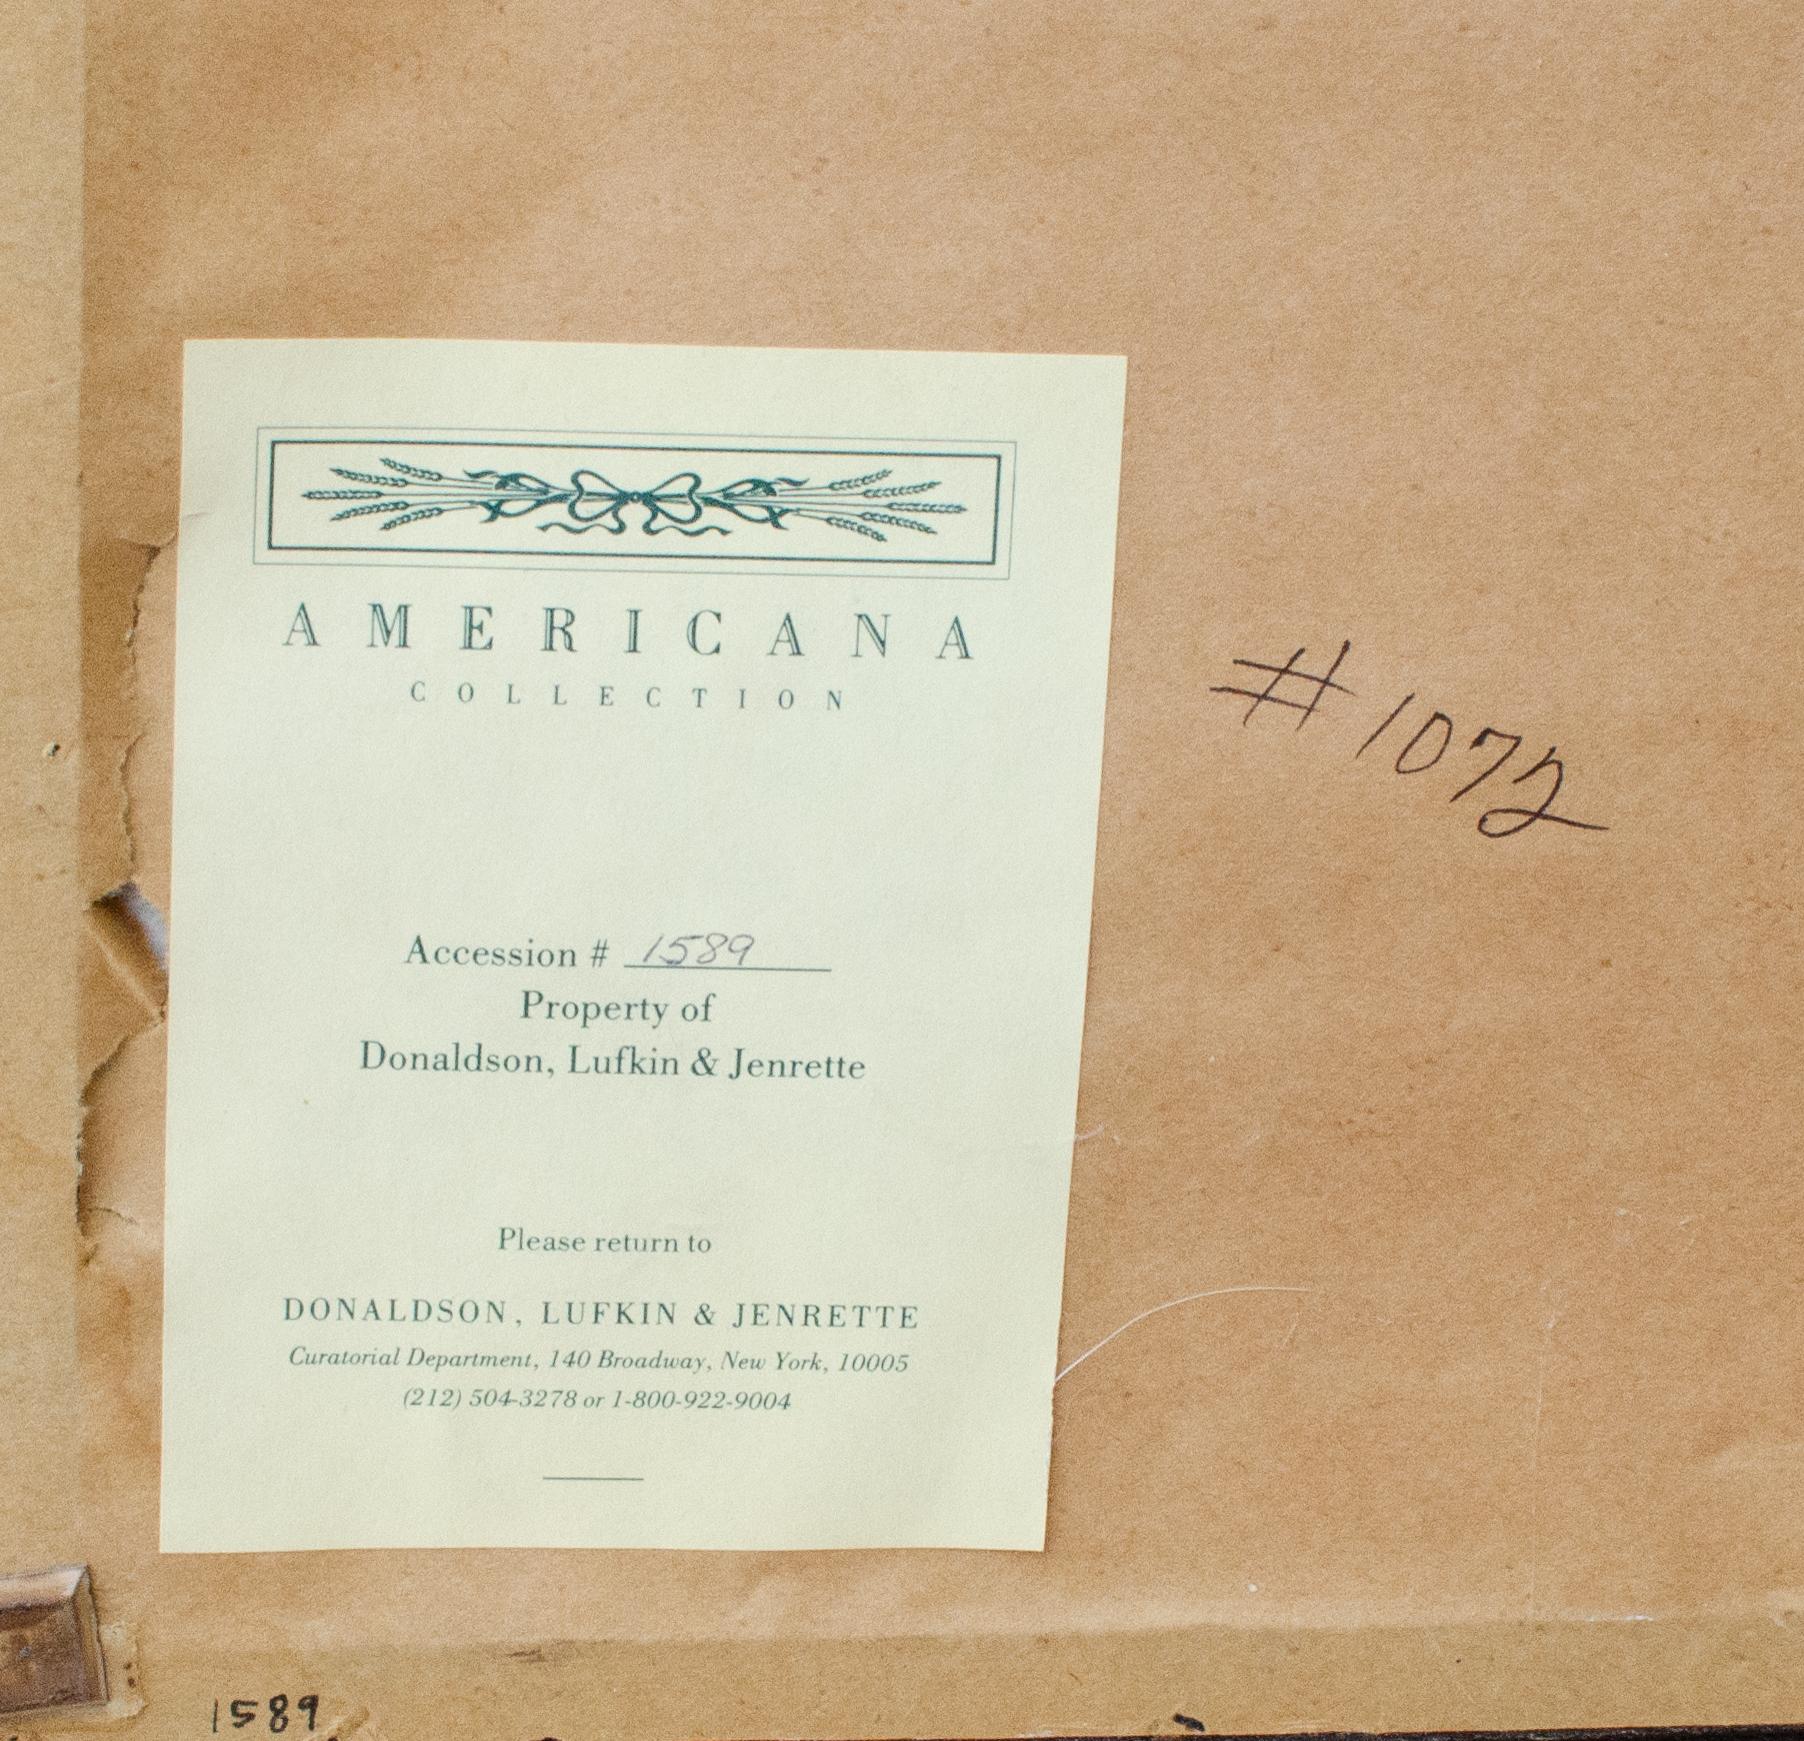 AMERICANA
COLLECTION
#1072
Accession # 1589
Property of
Donaldson, Lufkin & Jenrette
Please return to
DONALDSON, LUFKIN & JENRETTE
Curatorial Department, 140 Broadway, New York, 10005
(212) 504-3278 or 1-800-922-9004
1589